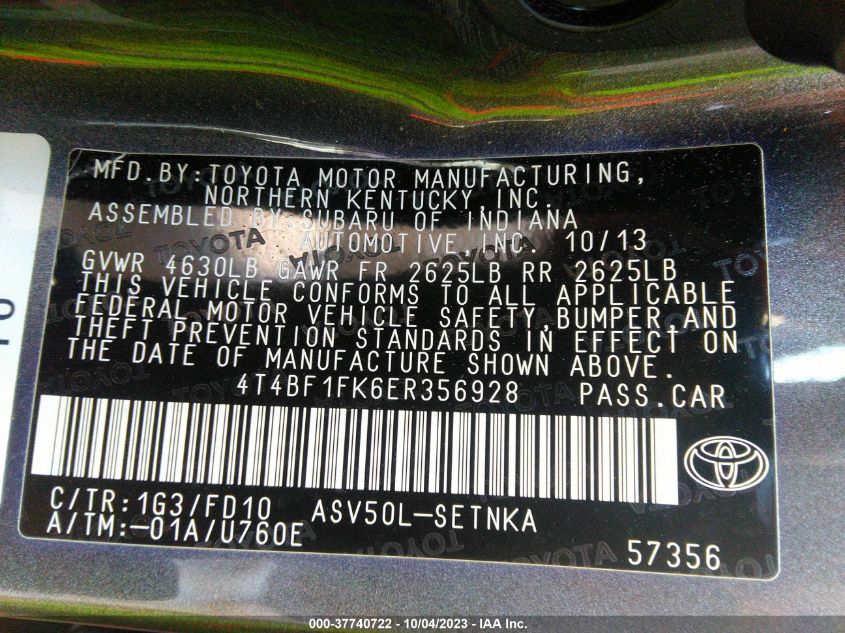 MFD.BY:TOYOTA MOTOR MANUFACTURING,
NORTHERN KENTUCKY,INC.
ASSEMBLED BY:SUBARU OF INDIANA
AUTOMOTIVE,INC. 10/13
GVWR 4630LB GAWR FR 2625LB RR 2625LB
THIS VEHICLE CONFORMS TO ALL APPLICABLE
FEDERAL MOTOR VEHICLE SAFETY,BUMPER,AND
THEFT PREVENTION STANDARDS IN EFFECT ON
THE DATE OF MANUFACTURE SHOWN ABOVE.
4T4BF1FK6ER356928 PASS.CAR
C/TR:1G3/FD10 ASV50L-SETNKA
A/TM:-01A/U760E
57356
000-37740722 - 10/04/2023 - IAA Inc.